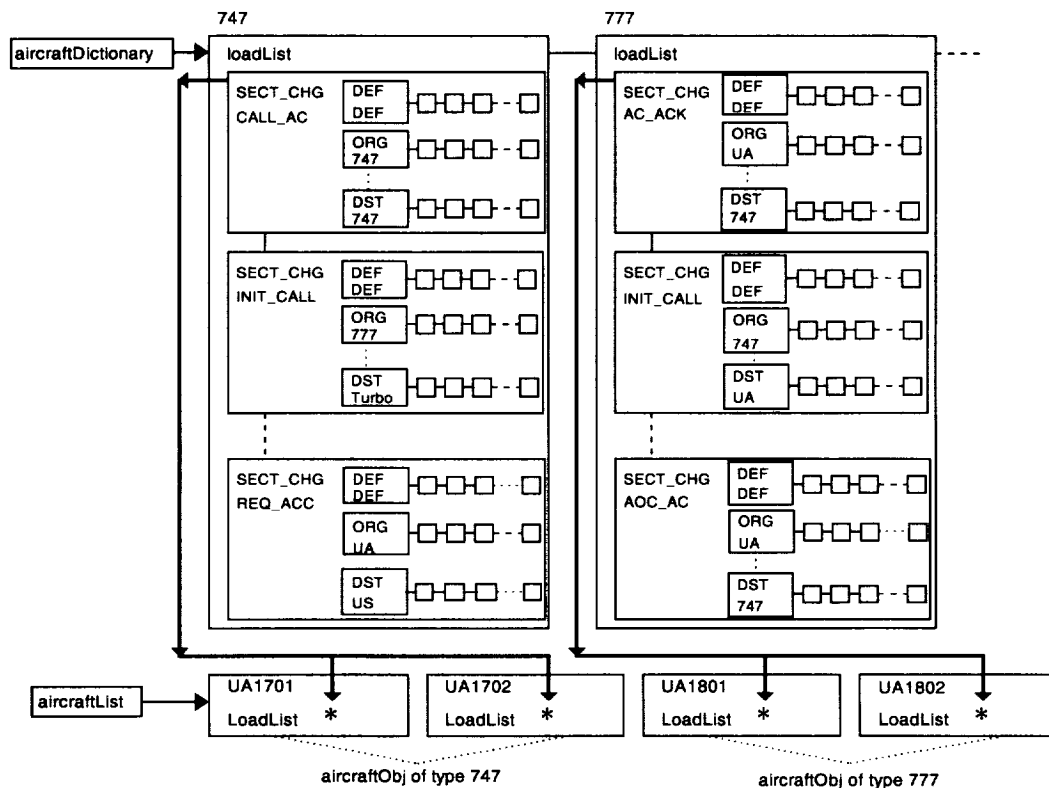 747
777
aircraftDictionary
loadList
SECT_CHG
CALL_AC
DEF
DEF
ORG
747
DST
747
SECT_CHG
INIT_CALL
DEF
DEF
ORG
777
DST
Turbo
SECT_CHG
REQ_ACC
DEF
DEF
ORG
UA
DST
US
loadList
SECT_CHG
AC_ACK
DEF
DEF
ORG
UA
DST
747
SECT_CHG
INIT_CALL
DEF
DEF
ORG
747
DST
UA
SECT_CHG
AOC_AC
DEF
DEF
ORG
UA
DST
747
aircraftList
UA1701
LoadList *
UA1702
LoadList *
UA1801
LoadList *
UA1802
LoadList *
aircraftObj of type 747
aircraftObj of type 777